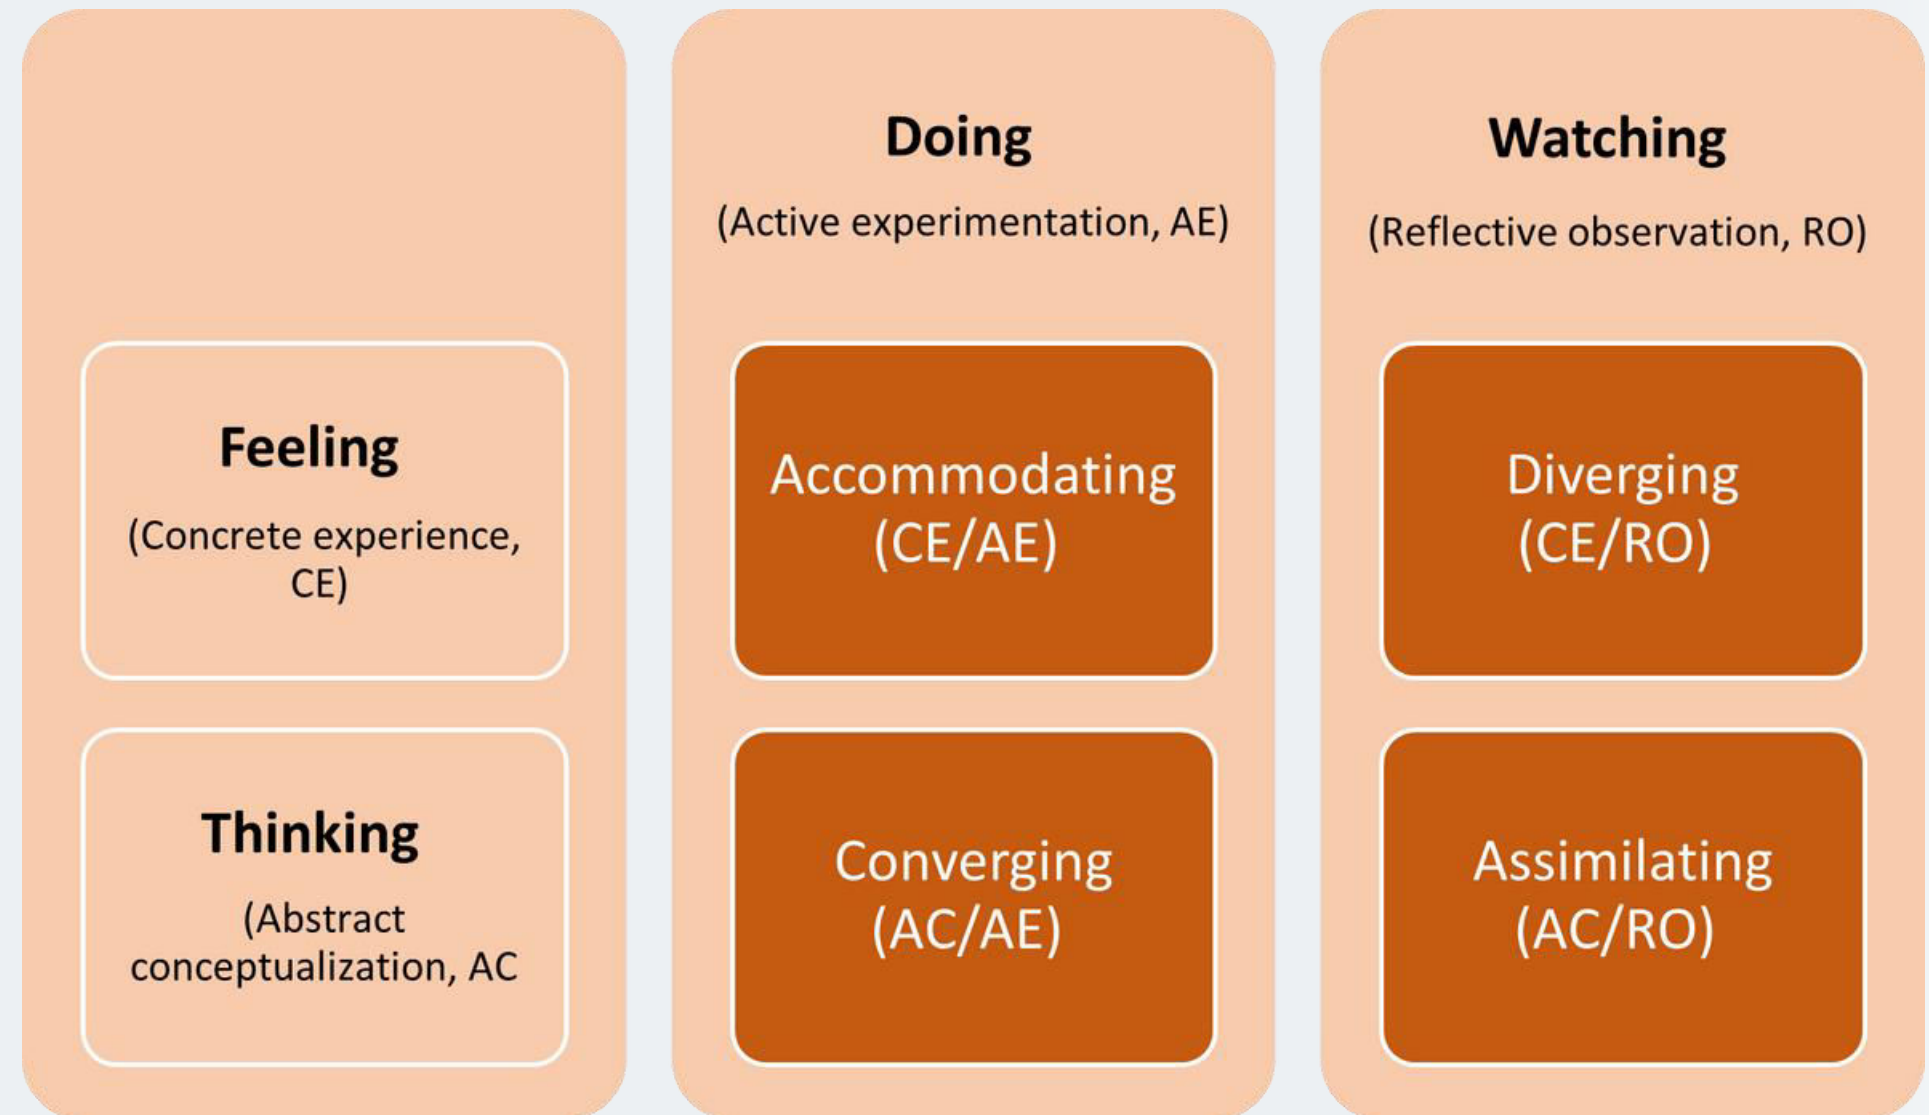 Doing
(Active experimentation, AE)
Watching
(Reflective observation, RO)
Feeling
(Concrete experience,
CE)
Accommodating
(CE/AE)
Diverging
(CE/RO)
Thinking
(Abstract
conceptualization, AC
Converging
(AC/AE)
Assimilating
(AC/RO)